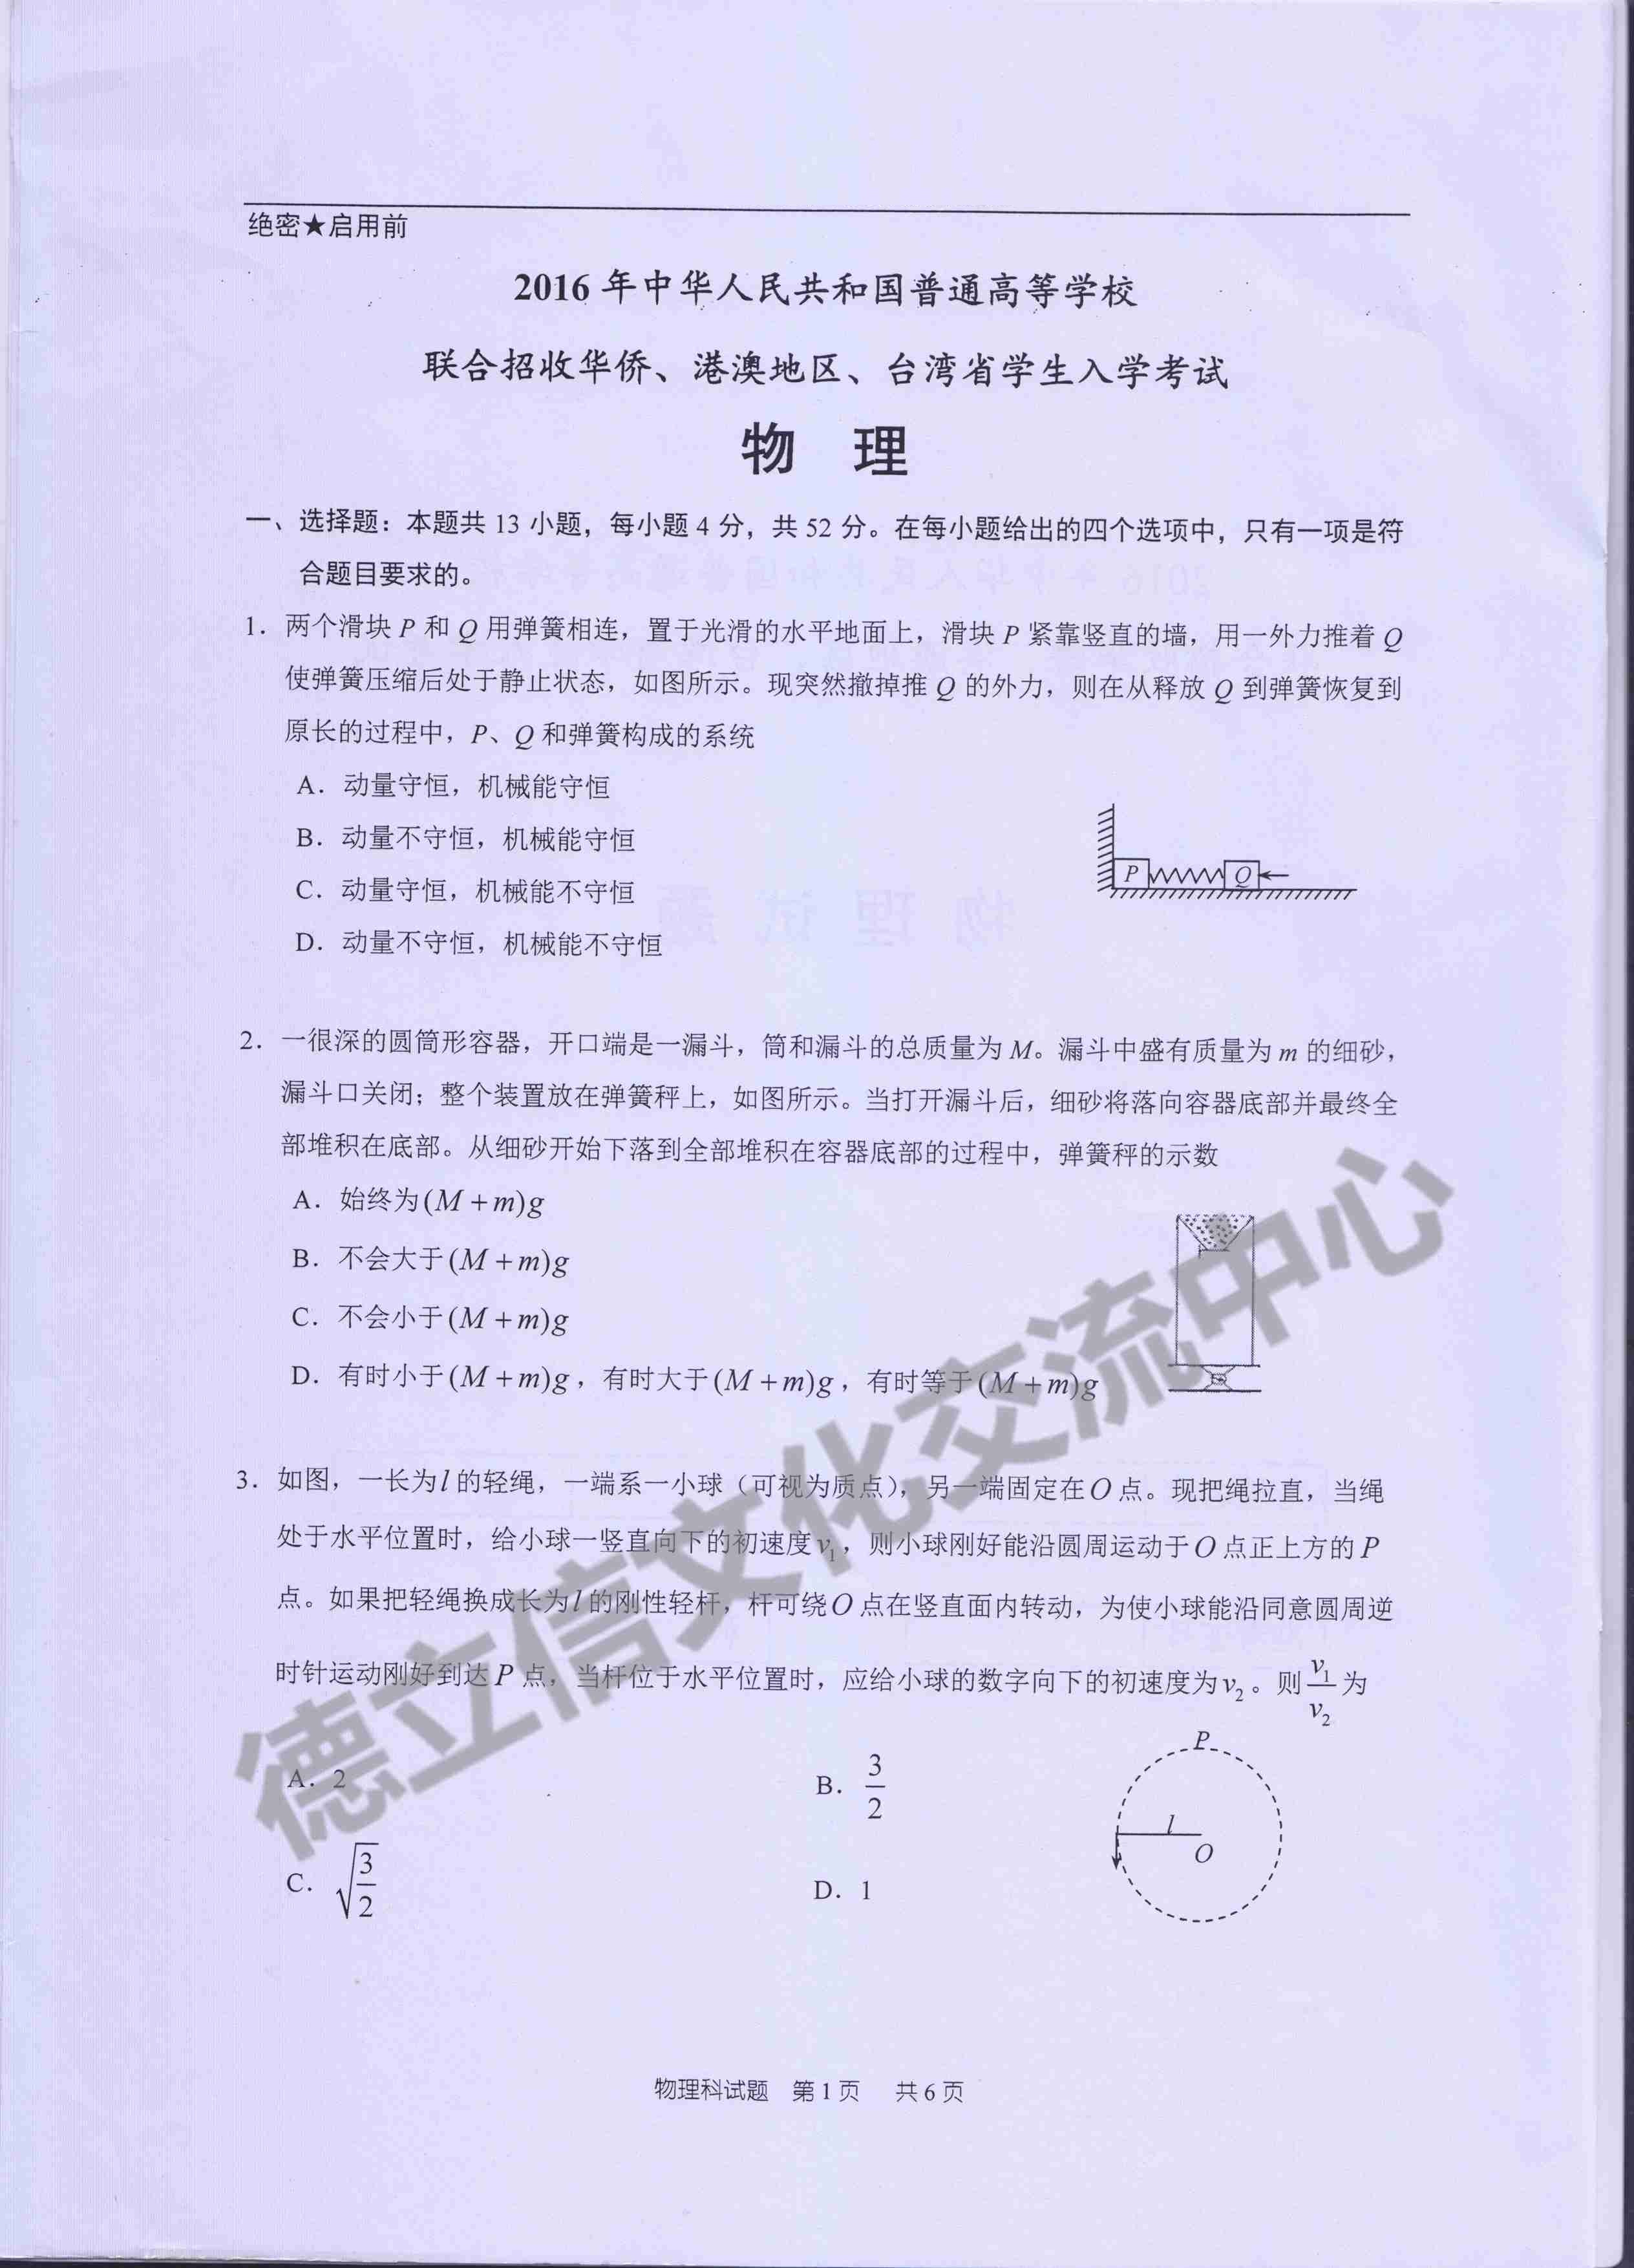 绝密★启用前
2016 年中华人民共和国普通高等学校
联合招收华侨、港澳地区、台湾省学生入学考试
物 理
一、选择题：本题共 13 小题，每小题 4 分，共 52 分。在每小题给出的四个选项中，只有一项是符
合题目要求的。
1．两个滑块 P 和 Q 用弹簧相连，置于光滑的水平地面上，滑块 P 紧靠竖直的墙，用一外力推着 Q
使弹簧压缩后处于静止状态，如图所示。现突然撤掉推 Q 的外力，则在从释放 Q 到弹簧恢复到
原长的过程中，P、Q 和弹簧构成的系统
A．动量守恒，机械能守恒
B．动量不守恒，机械能守恒
C．动量守恒，机械能不守恒
D．动量不守恒，机械能不守恒
P Q
2．一很深的圆筒形容器，开口端是一漏斗，筒和漏斗的总质量为 M。漏斗中盛有质量为 m 的细砂，
漏斗口关闭；整个装置放在弹簧秤上，如图所示。当打开漏斗后，细砂将落向容器底部并最终全
部堆积在底部。从细砂开始下落到全部堆积在容器底部的过程中，弹簧秤的示数
A．始终为(M+m)g
B．不会大于(M+m)g
C．不会小于(M+m)g
D．有时小于(M+m)g，有时大于(M+m)g，有时等于(M+m)g
3．如图，一长为 l 的轻绳，一端系一小球（可视为质点），另一端固定在 O 点。现把绳拉直，当绳
处于水平位置时，给小球一竖直向下的初速度 v₁，则小球刚好能沿圆周运动于 O 点正上方的 P
点。如果把轻绳换成长为 l 的刚性轻杆，杆可绕 O 点在竖直面内转动，为使小球能沿同意圆周逆
时针运动刚好到达 P 点，当杆位于水平位置时，应给小球的数字向下的初速度为 v₂。则 v₁/v₂ 为
A．2 B．3/2
C．√(3/2) D．1
P
l
O
德立信文化交流中心
物理科试题 第 1 页 共 6 页